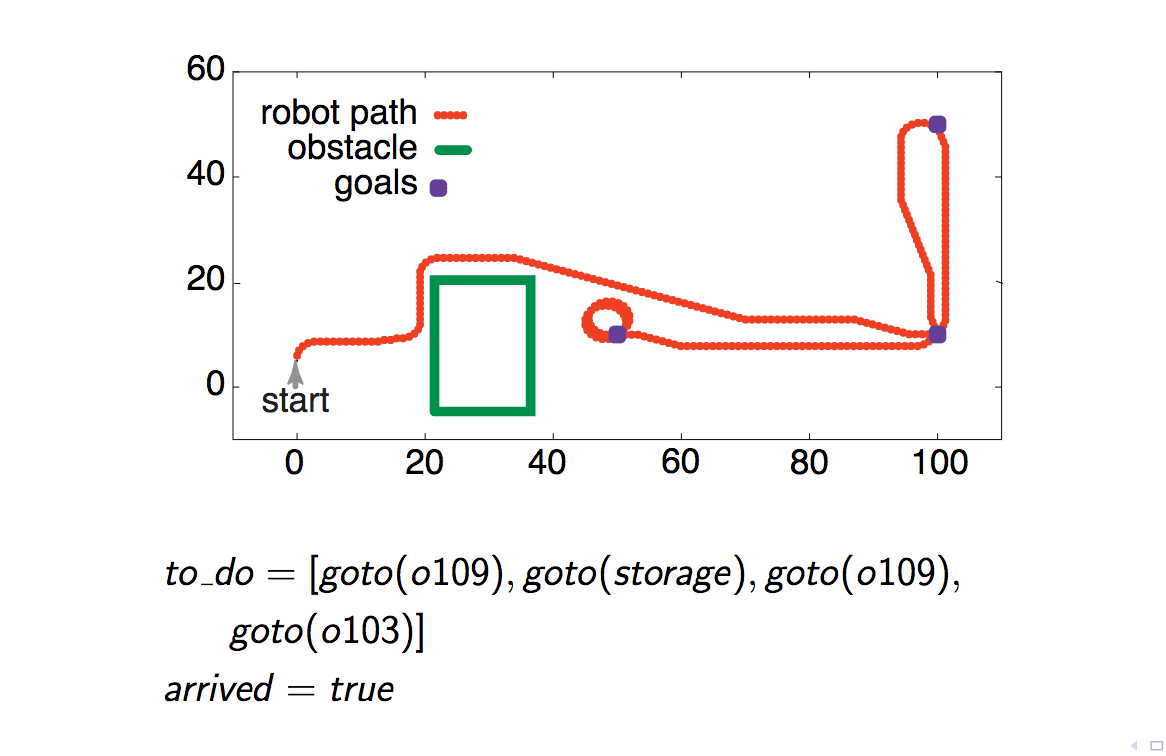 60
robot path
obstacle
40
goals
20
0
start
0 20 40 60 80 100
to_do = [goto(o109), goto(storage), goto(o109),
goto(o103)]
arrived = true